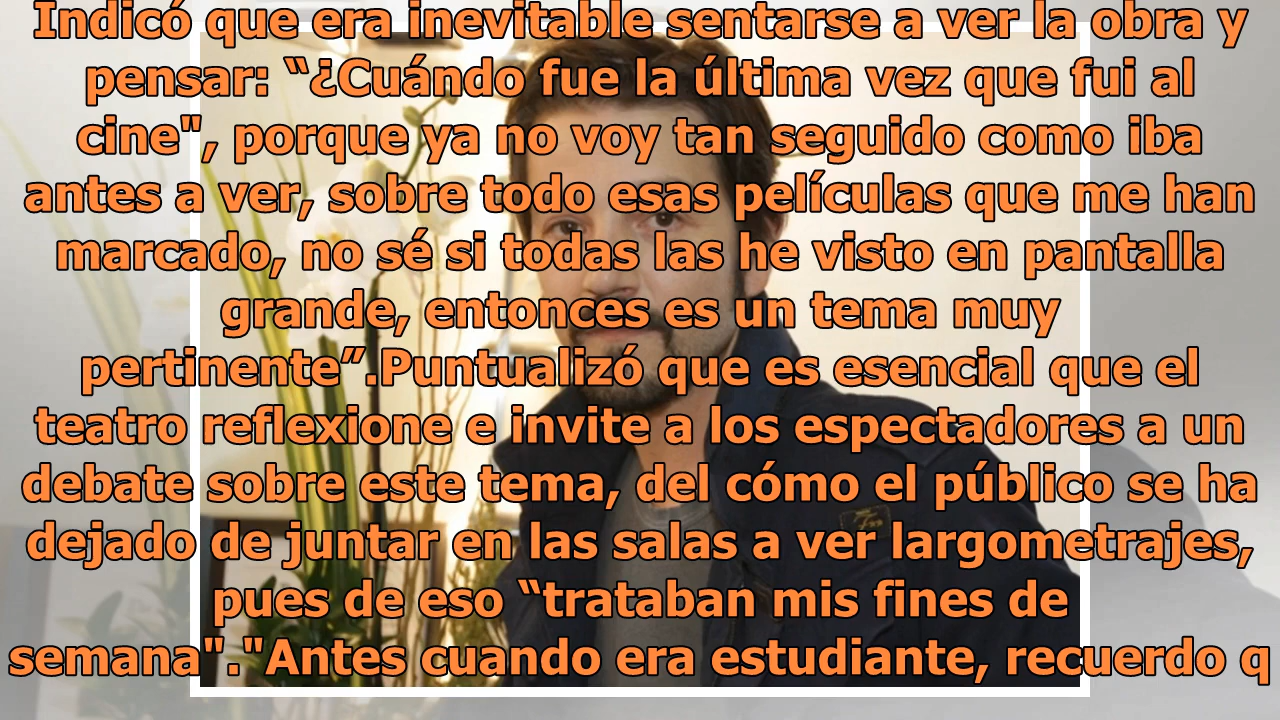 Indicó que era inevitable sentarse a ver la obra y
pensar: “¿Cuándo fue la última vez que fui al
cine", porque ya no voy tan seguido como iba
antes a ver, sobre todo esas películas que me han
marcado, no sé si todas las he visto en pantalla
grande, entonces es un tema muy
pertinente”.Puntualizó que es esencial que el
teatro reflexione e invite a los espectadores a un
debate sobre este tema, del cómo el público se ha
dejado de juntar en las salas a ver largometrajes,
pues de eso “trataban mis fines de
semana"."Antes cuando era estudiante, recuerdo q